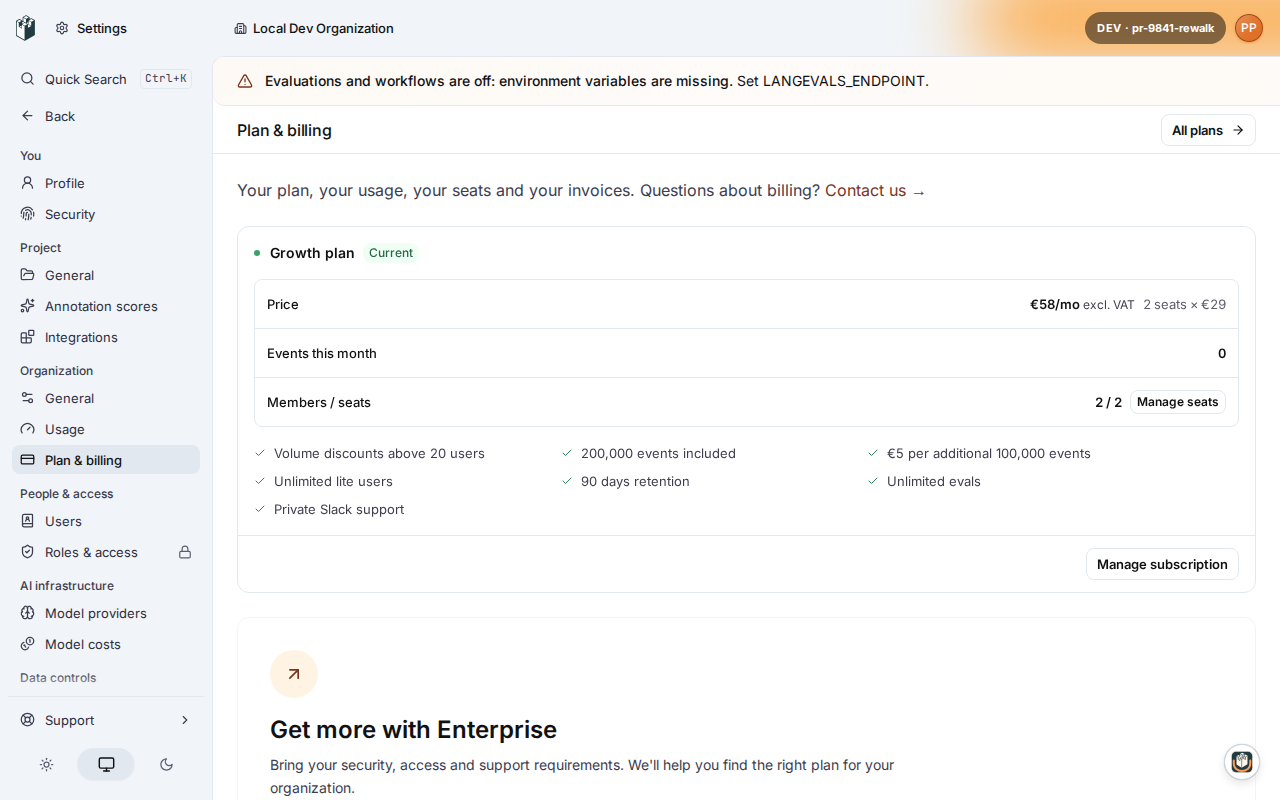 Settings
Local Dev Organization
DEV · pr-9841-rewalk
PP
Quick Search Ctrl+K
Back
You
Profile
Security
Project
General
Annotation scores
Integrations
Organization
General
Usage
Plan & billing
People & access
Users
Roles & access
AI infrastructure
Model providers
Model costs
Data controls
Support
Evaluations and workflows are off: environment variables are missing. Set LANGEVALS_ENDPOINT.
Plan & billing
All plans →
Your plan, your usage, your seats and your invoices. Questions about billing? Contact us →
Growth plan Current
Price €58/mo excl. VAT 2 seats × €29
Events this month 0
Members / seats 2 / 2 Manage seats
Volume discounts above 20 users
200,000 events included
€5 per additional 100,000 events
Unlimited lite users
90 days retention
Unlimited evals
Private Slack support
Manage subscription
Get more with Enterprise
Bring your security, access and support requirements. We'll help you find the right plan for your
organization.